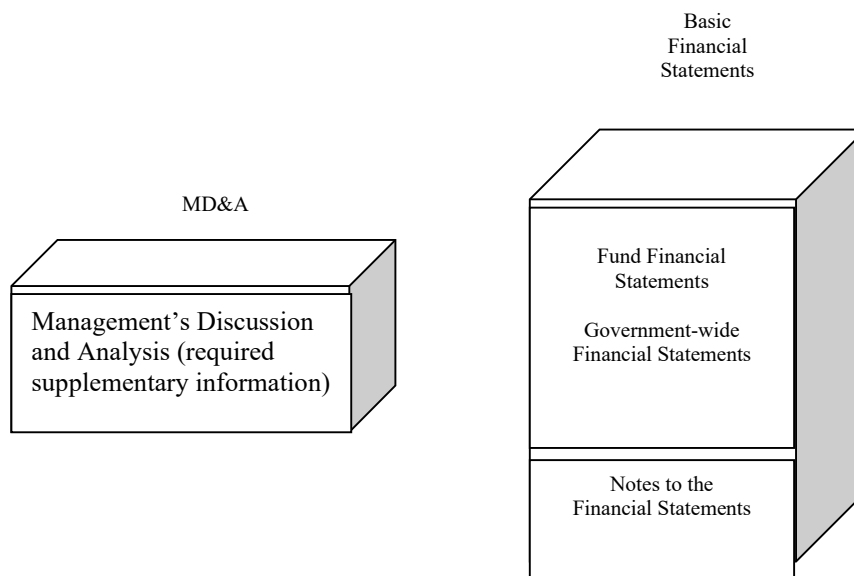 MD&A
Management’s Discussion
and Analysis (required
supplementary information)
Basic
Financial
Statements
Fund Financial
Statements
Government-wide
Financial Statements
Notes to the
Financial Statements